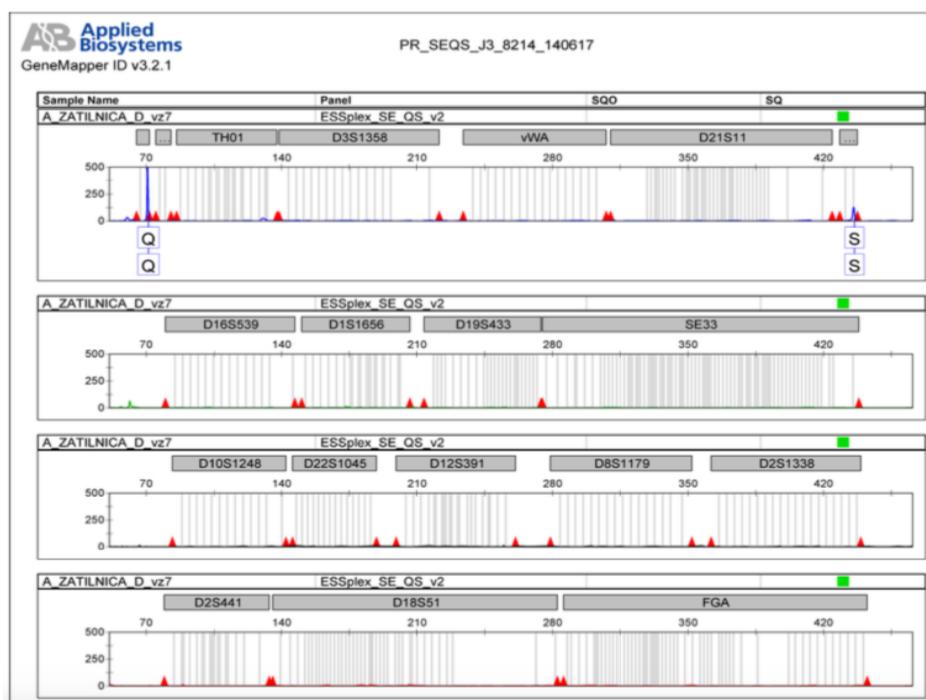 AB Applied
Biosystems
PR_SEQS_J3_8214_140617
GeneMapper ID v3.2.1
Sample Name Panel SQO SQ
A_ZATILNICA_D_vz7 ESSplex_SE_QS_v2
... TH01 D3S1358 vWA D21S11 ...
70 140 210 280 350 420
500
250
0
Q S
Q S
A_ZATILNICA_D_vz7 ESSplex_SE_QS_v2
D16S539 D1S1656 D19S433 SE33
70 140 210 280 350 420
500
250
0
A_ZATILNICA_D_vz7 ESSplex_SE_QS_v2
D10S1248 D22S1045 D12S391 D8S1179 D2S1338
70 140 210 280 350 420
500
250
0
A_ZATILNICA_D_vz7 ESSplex_SE_QS_v2
D2S441 D18S51 FGA
70 140 210 280 350 420
500
250
0